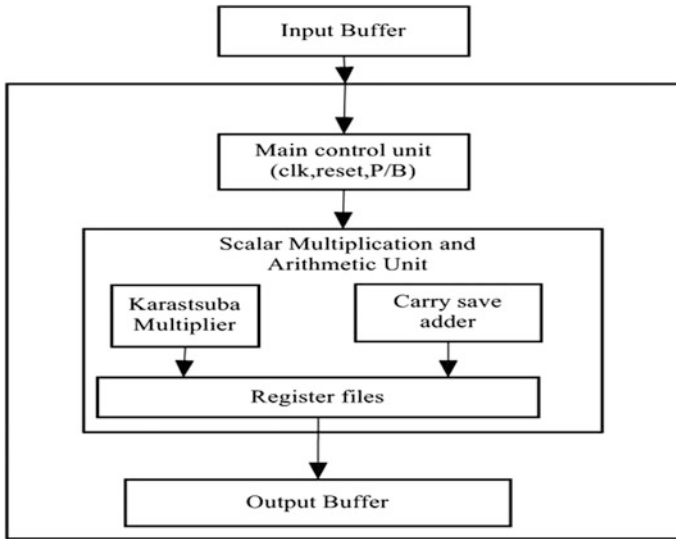 Input Buffer
Main control unit
(clk,reset,P/B)
Scalar Multiplication and
Arithmetic Unit
Karastsuba
Multiplier
Carry save
adder
Register files
Output Buffer